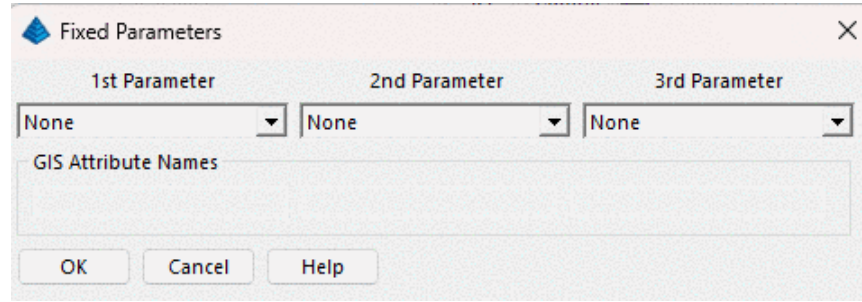 Fixed Parameters
1st Parameter 2nd Parameter 3rd Parameter
None None None
GIS Attribute Names
OK Cancel Help